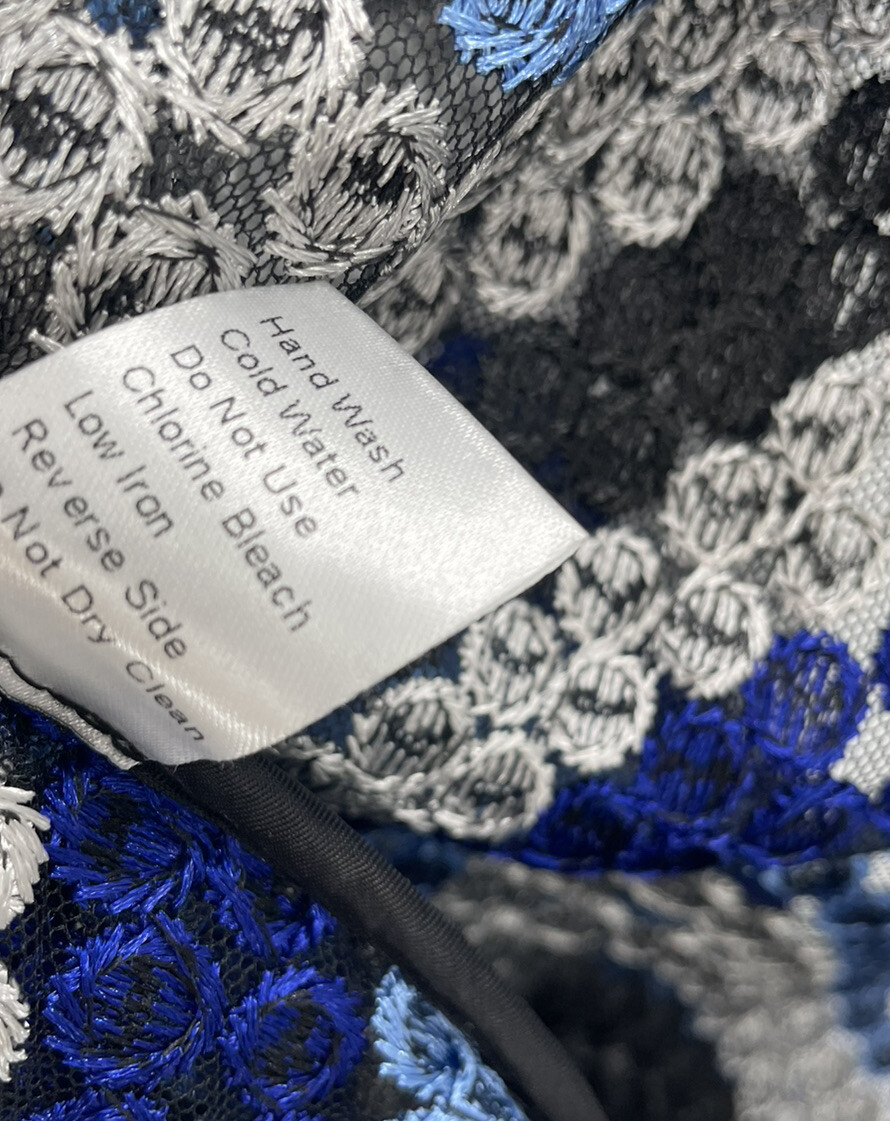 Hand Wash
Cold Water
Do Not Use
Chlorine Bleach
Low Iron
Reverse Side
Not Dry Clean